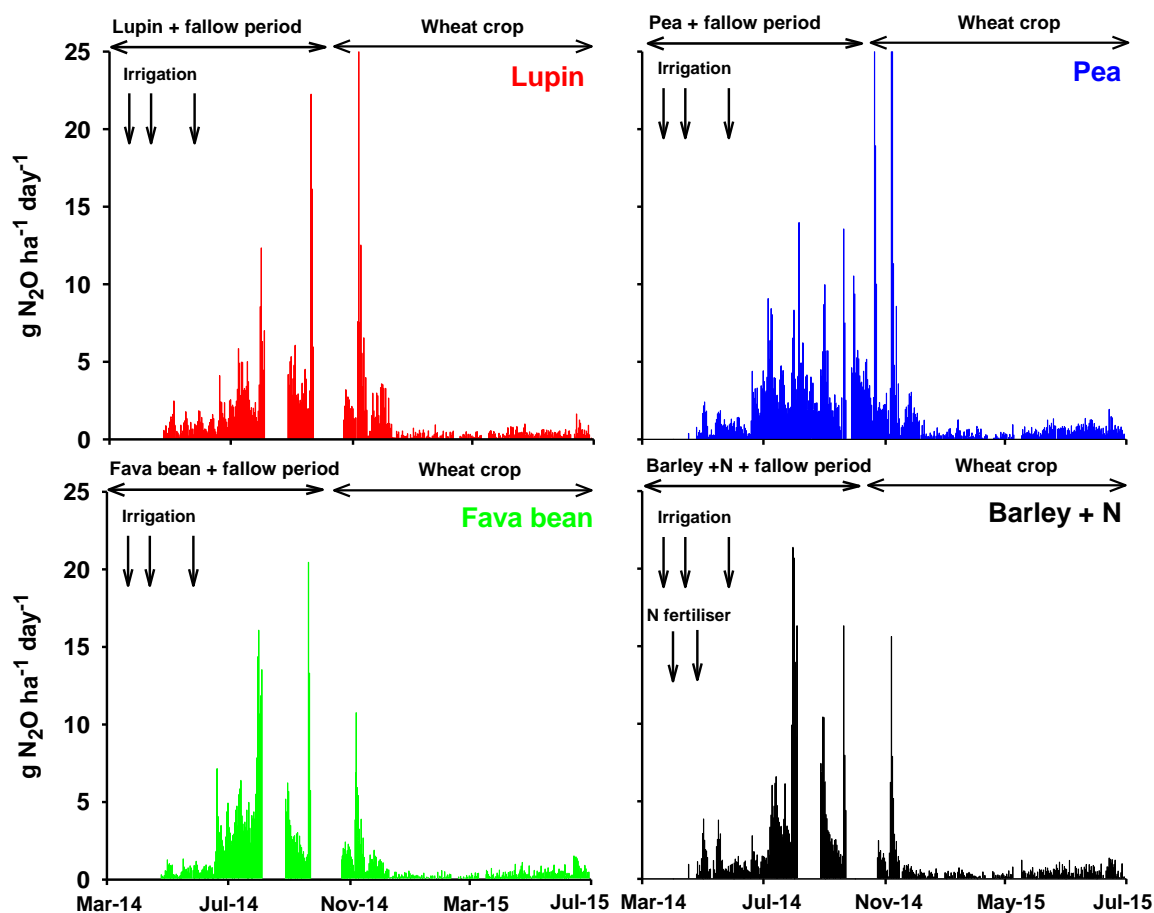 Lupin + fallow period Wheat crop
25
20
15
10
5
0
Irrigation
Lupin
g N₂O ha⁻¹ day⁻¹
Pea + fallow period Wheat crop
Irrigation
Pea
Fava bean + fallow period Wheat crop
25
20
15
10
5
0
Irrigation
Fava bean
g N₂O ha⁻¹ day⁻¹
Mar-14 Jul-14 Nov-14 Mar-15 Jul-15
Barley +N + fallow period Wheat crop
Irrigation
Barley + N
N fertiliser
Mar-14 Jul-14 Nov-14 May-15 Jul-15